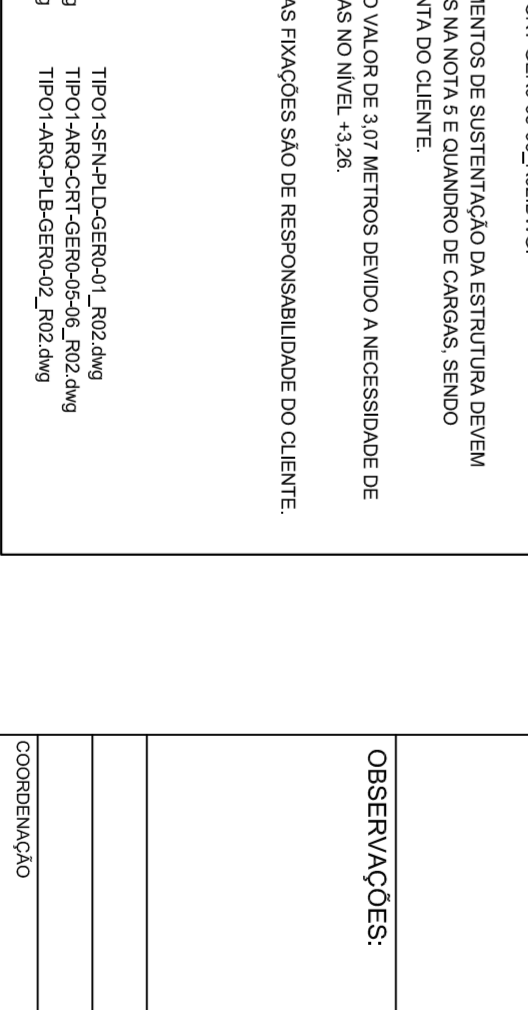 MENTOS DE SUSTENTAÇÃO DA ESTRUTURA DEVEM
S NA NOTA 5 E QUANDRO DE CARGAS, SENDO
NTA DO CLIENTE.
O VALOR DE 3,07 METROS DEVIDO A NECESSIDADE DE
AS NO NÍVEL +3,26.
AS FIXAÇÕES SÃO DE RESPONSABILIDADE DO CLIENTE.
TIPO1-SFN-PLD-GER0-01_R02.dwg
g TIPO1-ARQ-CRT-GER0-05-06_R02.dwg
g TIPO1-ARQ-PLB-GER0-02_R02.dwg
OBSERVAÇÕES:
COORDENAÇÃO